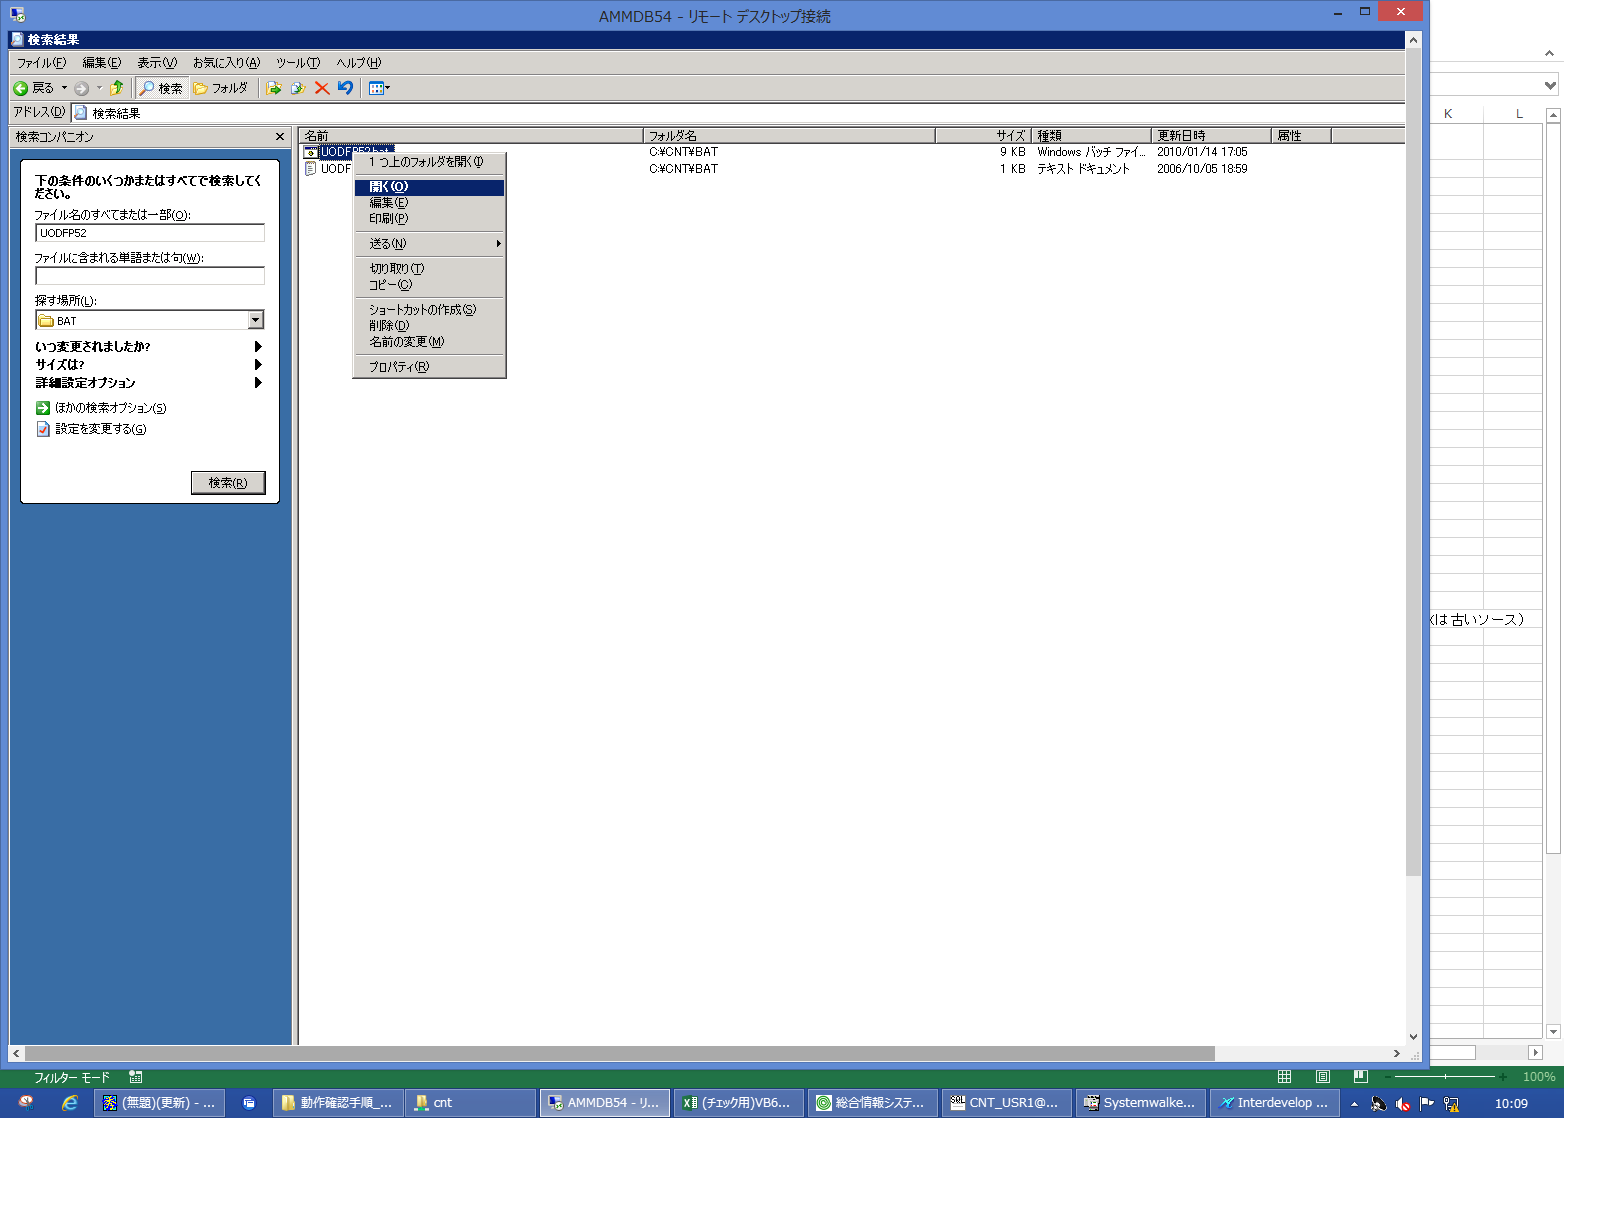 AMMDB54 - リモート デスクトップ接続
検索結果
ファイル(F) 編集(E) 表示(V) お気に入り(A) ツール(T) ヘルプ(H)
戻る 検索 フォルダ
アドレス(D) 検索結果
検索コンパニオン
下の条件のいくつかまたはすべてで検索してく
ださい。
ファイル名のすべてまたは一部(O):
UODFP52
ファイルに含まれる単語または句(W):
探す場所(L):
BAT
いつ変更されましたか?
サイズは?
詳細設定オプション
ほかの検索オプション(S)
設定を変更する(G)
検索(R)
名前 フォルダ名 サイズ 種類 更新日時 属性
UODFP52.bat C:¥CNT¥BAT 9 KB Windows バッチ ファイ... 2010/01/14 17:05
UODF C:¥CNT¥BAT 1 KB テキスト ドキュメント 2006/10/05 18:59
1 つ上のフォルダを開く(I)
開く(O)
編集(E)
印刷(P)
送る(N)
切り取り(T)
コピー(C)
ショートカットの作成(S)
削除(D)
名前の変更(M)
プロパティ(R)
K L
は古いソース）
フィルター モード
100%
(無題)(更新) - ...
動作確認手順_...
cnt
AMMDB54 - リ...
(チェック用)VB6...
総合情報システ...
CNT_USR1@...
Systemwalke...
Interdevelop ...
10:09